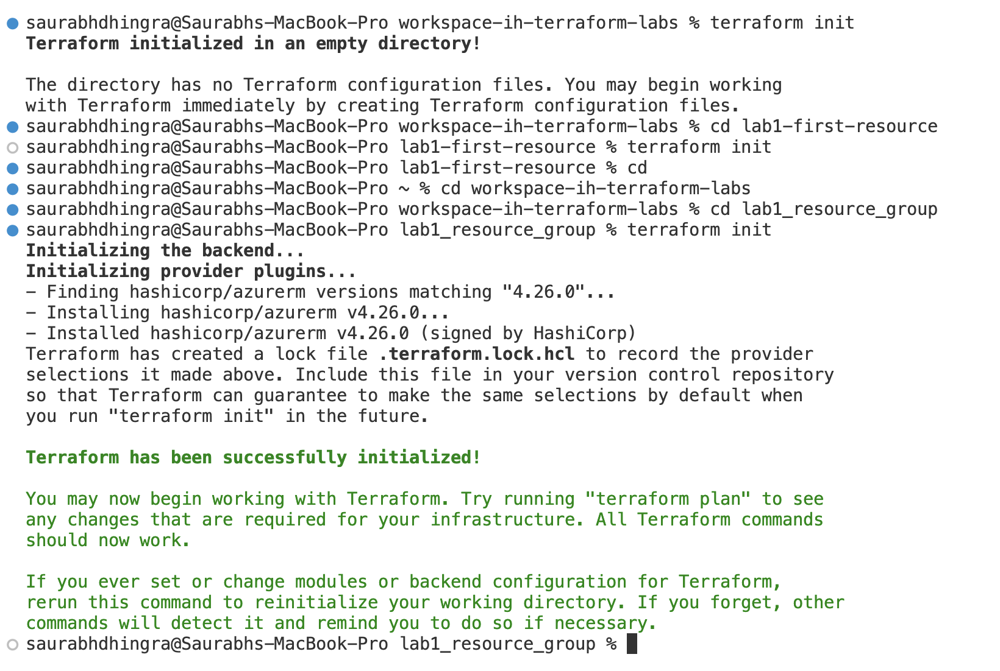 saurabhdhingra@Saurabhs-MacBook-Pro workspace-ih-terraform-labs % terraform init
Terraform initialized in an empty directory!
The directory has no Terraform configuration files. You may begin working
with Terraform immediately by creating Terraform configuration files.
saurabhdhingra@Saurabhs-MacBook-Pro workspace-ih-terraform-labs % cd lab1-first-resource
saurabhdhingra@Saurabhs-MacBook-Pro lab1-first-resource % terraform init
saurabhdhingra@Saurabhs-MacBook-Pro lab1-first-resource % cd
saurabhdhingra@Saurabhs-MacBook-Pro ~ % cd workspace-ih-terraform-labs
saurabhdhingra@Saurabhs-MacBook-Pro workspace-ih-terraform-labs % cd lab1_resource_group
saurabhdhingra@Saurabhs-MacBook-Pro lab1_resource_group % terraform init
Initializing the backend...
Initializing provider plugins...
- Finding hashicorp/azurerm versions matching "4.26.0"...
- Installing hashicorp/azurerm v4.26.0...
- Installed hashicorp/azurerm v4.26.0 (signed by HashiCorp)
Terraform has created a lock file .terraform.lock.hcl to record the provider
selections it made above. Include this file in your version control repository
so that Terraform can guarantee to make the same selections by default when
you run "terraform init" in the future.
Terraform has been successfully initialized!
You may now begin working with Terraform. Try running "terraform plan" to see
any changes that are required for your infrastructure. All Terraform commands
should now work.
If you ever set or change modules or backend configuration for Terraform,
rerun this command to reinitialize your working directory. If you forget, other
commands will detect it and remind you to do so if necessary.
saurabhdhingra@Saurabhs-MacBook-Pro lab1_resource_group %